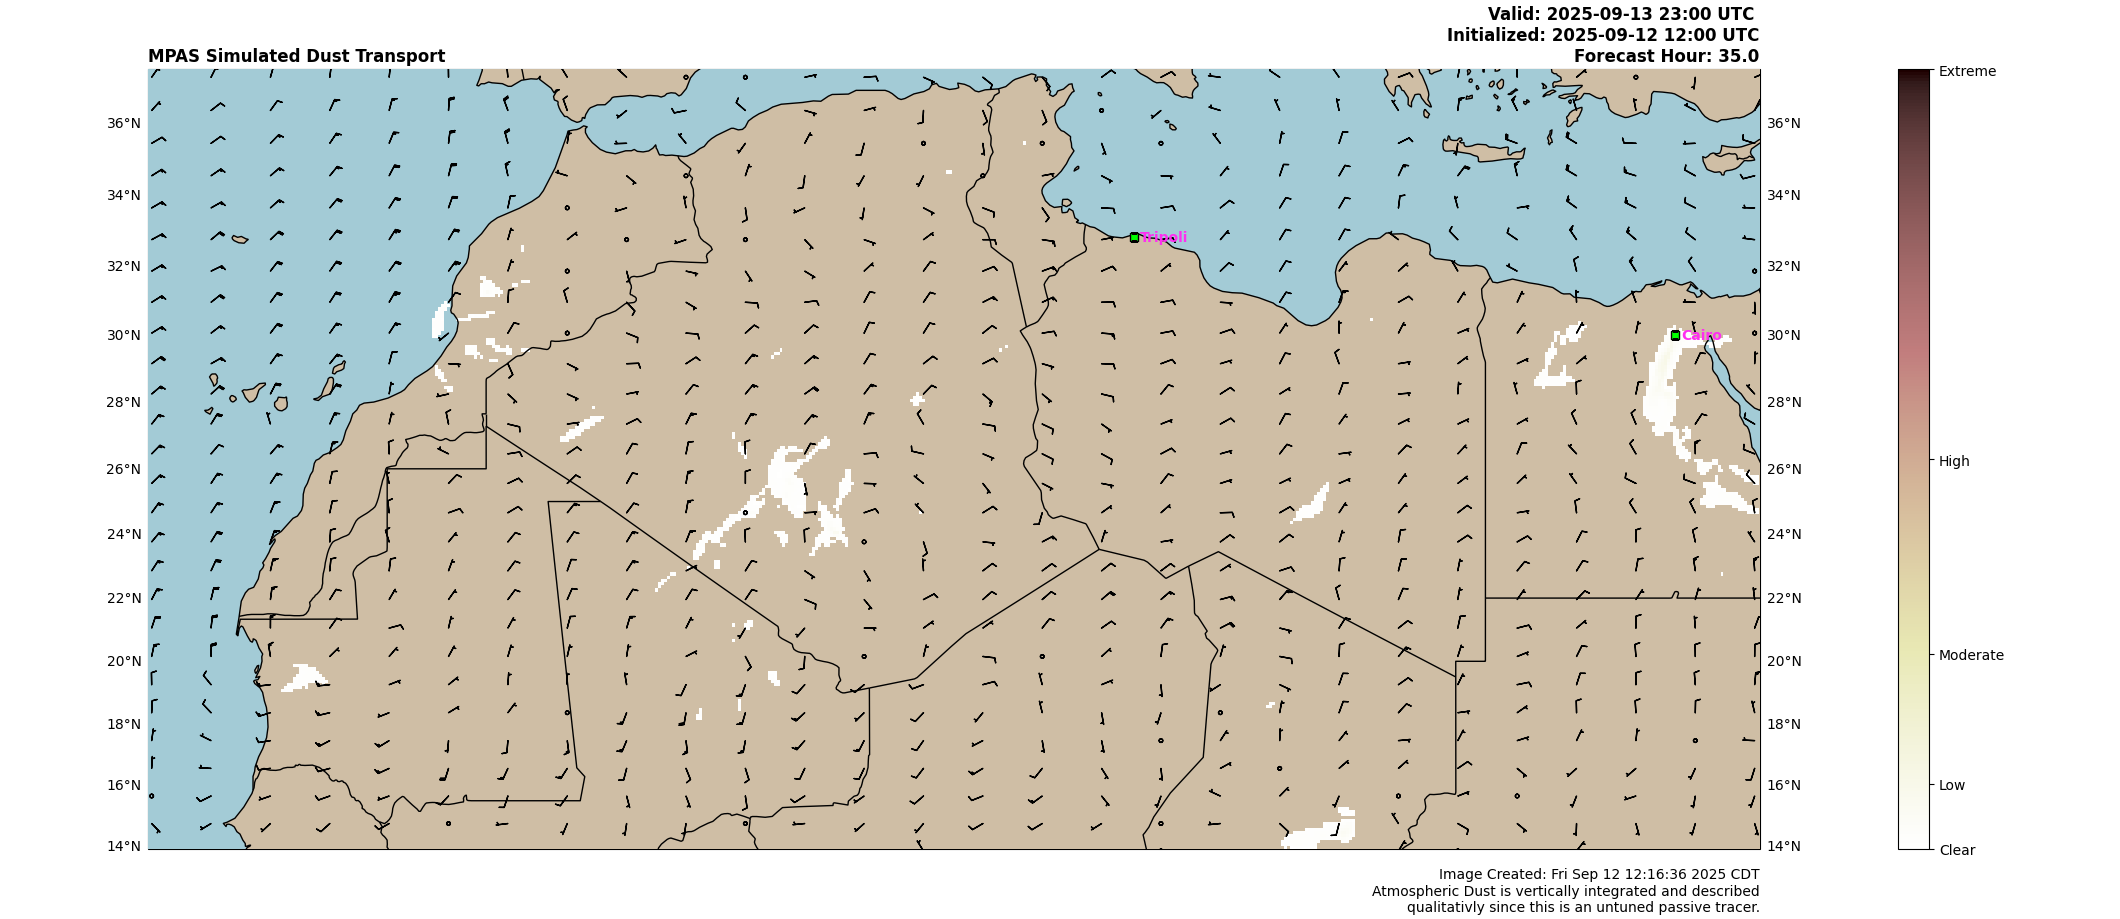 Valid: 2025-09-13 23:00 UTC
Initialized: 2025-09-12 12:00 UTC
MPAS Simulated Dust Transport
Forecast Hour: 35.0
Extreme
36°N
36°N
34°N
34°N
Tripoli
32°N
32°N
30°N
Cairo
30°N
28°N
28°N
High
26°N
26°N
24°N
24°N
22°N
22°N
Moderate
20°N
20°N
18°N
18°N
Low
16°N
16°N
14°N
14°N
Clear
Image Created: Fri Sep 12 12:16:36 2025 CDT
Atmospheric Dust is vertically integrated and described
qualitativly since this is an untuned passive tracer.